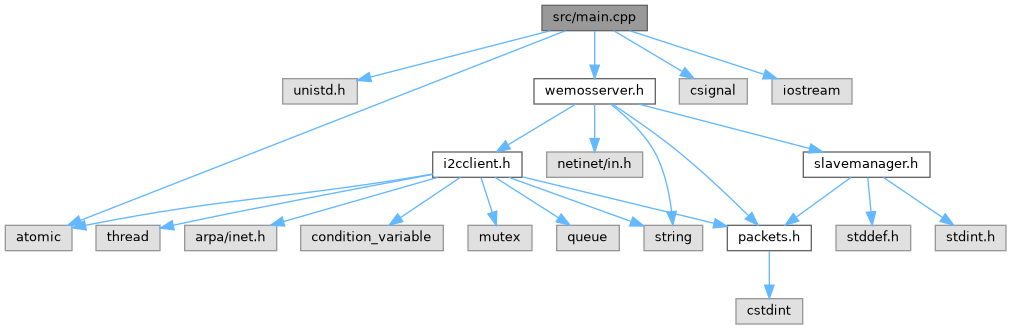 src/main.cpp
unistd.h
wemosserver.h
csignal
iostream
i2cclient.h
netinet/in.h
slavemanager.h
atomic
thread
arpa/inet.h
condition_variable
mutex
queue
string
packets.h
stddef.h
stdint.h
cstdint